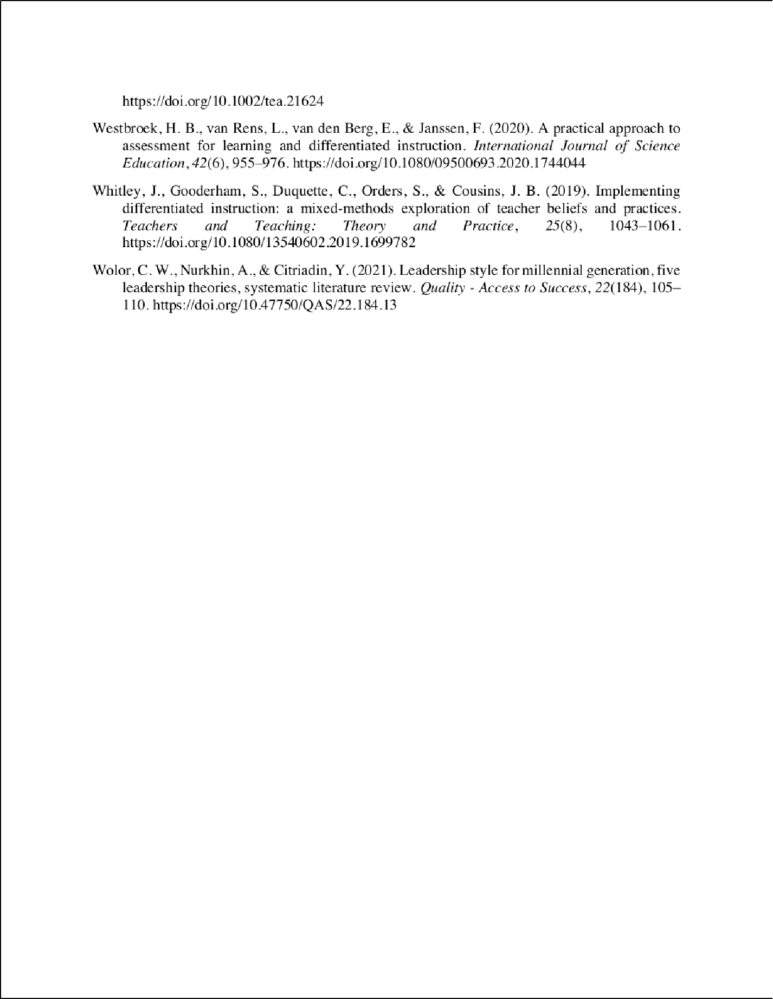 https://doi.org/10.1002/tea.21624
Westbroek, H. B., van Rens, L., van den Berg, E., & Janssen, F. (2020). A practical approach to
assessment for learning and differentiated instruction. International Journal of Science
Education, 42(6), 955–976. https://doi.org/10.1080/09500693.2020.1744044
Whitley, J., Gooderham, S., Duquette, C., Orders, S., & Cousins, J. B. (2019). Implementing
differentiated instruction: a mixed-methods exploration of teacher beliefs and practices.
Teachers and Teaching: Theory and Practice, 25(8), 1043–1061.
https://doi.org/10.1080/13540602.2019.1699782
Wolor, C. W., Nurkhin, A., & Citriadin, Y. (2021). Leadership style for millennial generation, five
leadership theories, systematic literature review. Quality - Access to Success, 22(184), 105–
110. https://doi.org/10.47750/QAS/22.184.13